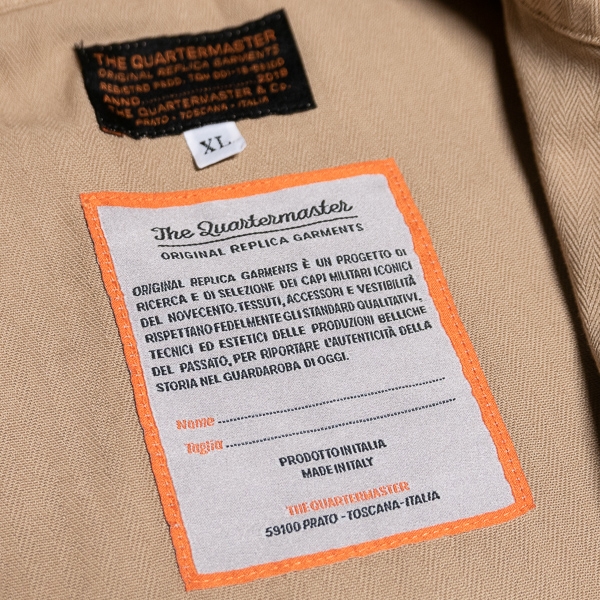 THE QUARTERMASTER
ORIGINAL REPLICA GARMENTS
ANNO 2019
THE QUARTERMASTER & Co.
PRATO - TOSCANA - ITALIA
XL
The Quartermaster
ORIGINAL REPLICA GARMENTS
ORIGINAL REPLICA GARMENTS È UN PROGETTO DI
RICERCA E DI SELEZIONE DEI CAPI MILITARI ICONICI
DEL NOVECENTO. TESSUTI, ACCESSORI E VESTIBILITÀ
RISPETTANO FEDELMENTE GLI STANDARD QUALITATIVI,
TECNICI ED ESTETICI DELLE PRODUZIONI BELLICHE
DEL PASSATO, PER RIPORTARE L'AUTENTICITÀ DELLA
STORIA NEL GUARDAROBA DI OGGI.
Nome
Taglia
PRODOTTO IN ITALIA
MADE IN ITALY
THE QUARTERMASTER
59100 PRATO - TOSCANA - ITALIA